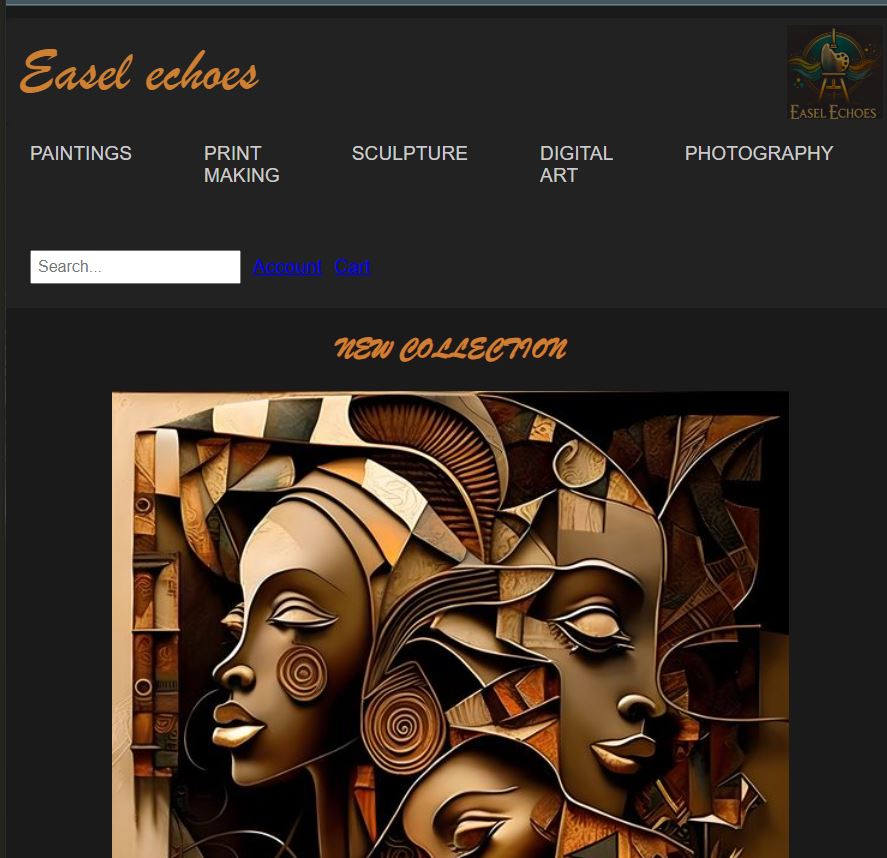 Easel echoes
EASEL ECHOES
PAINTINGS
PRINT
MAKING
SCULPTURE
DIGITAL
ART
PHOTOGRAPHY
Search...
Account
Cart
NEW COLLECTION